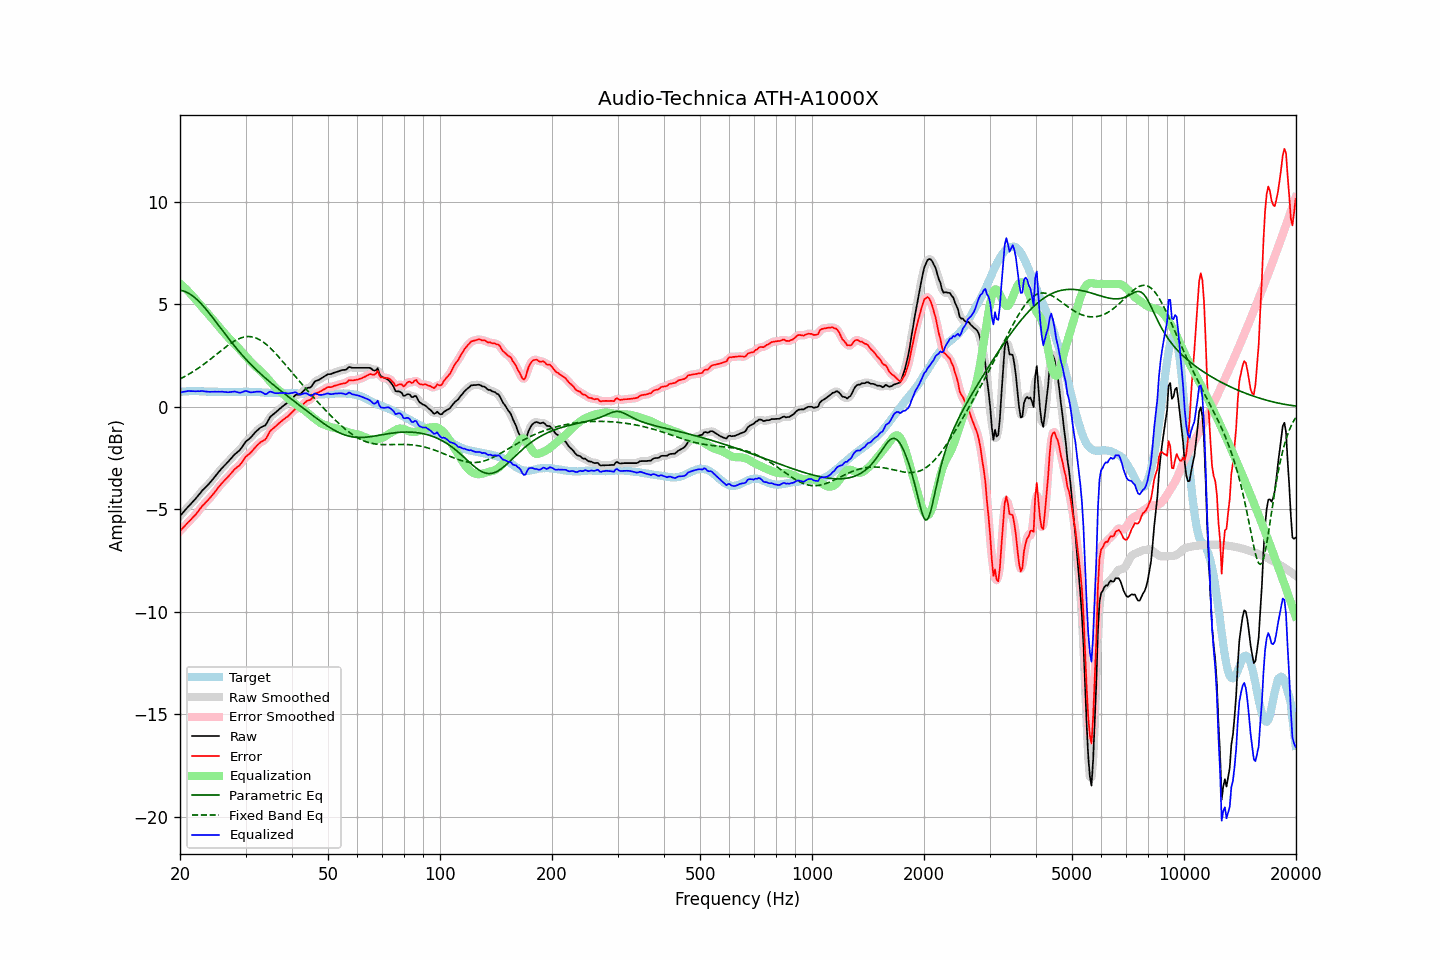 Audio-Technica ATH-A1000X
Amplitude (dBr)
10
5
0
−5
−10
−15
−20
Target
Raw Smoothed
Error Smoothed
Raw
Error
Equalization
Parametric Eq
Fixed Band Eq
Equalized
20 50 100 200 500 1000 2000 5000 10000 20000
Frequency (Hz)